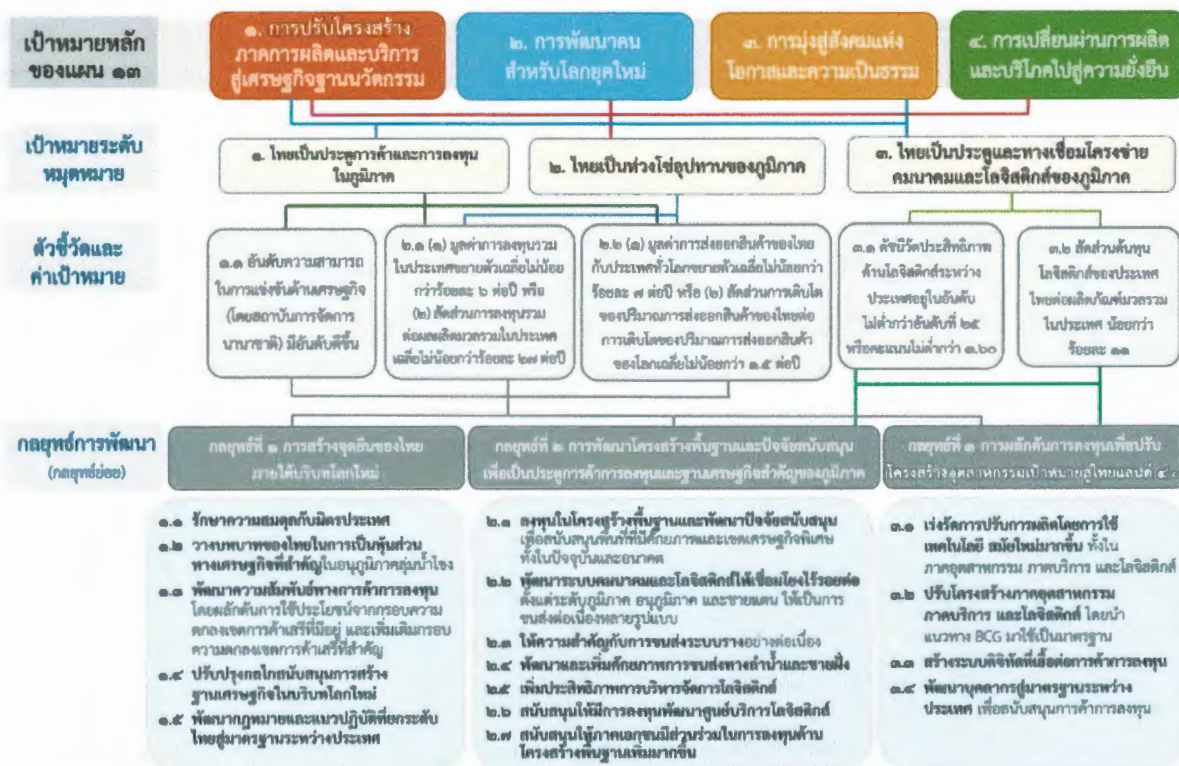 เป้าหมายหลัก
ของแผน ๑๓
๑. การปรับโครงสร้าง
ภาคการผลิตและบริการ
สู่เศรษฐกิจฐานนวัตกรรม
๒. การพัฒนาคน
สำหรับโลกยุคใหม่
๓. การมุ่งสู่สังคมแห่ง
โอกาสและความเป็นธรรม
๔. การเปลี่ยนผ่านการผลิต
และบริโภคไปสู่ความยั่งยืน
เป้าหมายระดับ
หมุดหมาย
๑. ไทยเป็นประตูการค้าและการลงทุน
ในภูมิภาค
๒. ไทยเป็นห่วงโซ่อุปทานของภูมิภาค
๓. ไทยเป็นประตูและทางเชื่อมโครงข่าย
คมนาคมและโลจิสติกส์ของภูมิภาค
ตัวชี้วัดและ
ค่าเป้าหมาย
๑.๑ อันดับความสามารถ
ในการแข่งขันด้านเศรษฐกิจ
(โดยสถาบันการจัดการ
นานาชาติ) มีอันดับดีขึ้น
๒.๑ (๑) มูลค่าการลงทุนรวม
ในประเทศขยายตัวเฉลี่ยไม่น้อย
กว่าร้อยละ ๖ ต่อปี หรือ
(๒) สัดส่วนการลงทุนรวม
ต่อผลผลิตมวลรวมในประเทศ
เฉลี่ยไม่น้อยกว่าร้อยละ ๒๗ ต่อปี
๒.๒ (๑) มูลค่าการส่งออกสินค้าของไทย
กับประเทศทั่วโลกขยายตัวเฉลี่ยไม่น้อยกว่า
ร้อยละ ๗ ต่อปี หรือ (๒) สัดส่วนการเติบโต
ของปริมาณการส่งออกสินค้าของไทยต่อ
การเติบโตของปริมาณการส่งออกสินค้า
ของโลกเฉลี่ยไม่น้อยกว่า ๑.๕ ต่อปี
๓.๑ ดัชนีวัดประสิทธิภาพ
ด้านโลจิสติกส์ระหว่าง
ประเทศอยู่ในอันดับ
ไม่ต่ำกว่าอันดับที่ ๒๕
หรือคะแนนไม่ต่ำกว่า ๓.๖๐
๓.๒ สัดส่วนต้นทุน
โลจิสติกส์ของประเทศ
ไทยต่อผลิตภัณฑ์มวลรวม
ในประเทศ น้อยกว่า
ร้อยละ ๑๑
กลยุทธ์การพัฒนา
(กลยุทธ์ย่อย)
กลยุทธ์ที่ ๑ การสร้างจุดยืนของไทย
ภายใต้บริบทโลกใหม่
กลยุทธ์ที่ ๒ การพัฒนาโครงสร้างพื้นฐานและปัจจัยสนับสนุน
เพื่อเป็นประตูการค้าการลงทุนและฐานเศรษฐกิจสำคัญของภูมิภาค
กลยุทธ์ที่ ๓ การผลักดันการลงทุนเพื่อปรับ
โครงสร้างอุตสาหกรรมเป้าหมายสู่ไทยแลนด์ ๔.๐
๑.๑ รักษาความสมดุลกับมิตรประเทศ
๑.๒ วางบทบาทของไทยในการเป็นหุ้นส่วน
ทางเศรษฐกิจที่สำคัญในอนุภูมิภาคลุ่มน้ำโขง
๑.๓ พัฒนาความสัมพันธ์ทางการค้าการลงทุน
โดยผลักดันการใช้ประโยชน์จากกรอบความ
ตกลงเขตการค้าเสรีที่มีอยู่ และเพิ่มเติมกรอบ
ความตกลงเขตการค้าเสรีที่สำคัญ
๑.๔ ปรับปรุงกลไกสนับสนุนการสร้าง
ฐานเศรษฐกิจในบริบทโลกใหม่
๑.๕ พัฒนากฎหมายและแนวปฏิบัติที่ยกระดับ
ไทยสู่มาตรฐานระหว่างประเทศ
๒.๑ ลงทุนในโครงสร้างพื้นฐานและพัฒนาปัจจัยสนับสนุน
เพื่อสนับสนุนพื้นที่ที่มีศักยภาพและเขตเศรษฐกิจพิเศษ
ทั้งในปัจจุบันและอนาคต
๒.๒ พัฒนาระบบคมนาคมและโลจิสติกส์ให้เชื่อมโยงไร้รอยต่อ
ตั้งแต่ระดับภูมิภาค อนุภูมิภาค และชายแดน ให้เป็นการ
ขนส่งต่อเนื่องหลายรูปแบบ
๒.๓ ให้ความสำคัญกับการขนส่งระบบรางอย่างต่อเนื่อง
๒.๔ พัฒนาและเพิ่มศักยภาพการขนส่งทางลำน้ำและชายฝั่ง
๒.๕ เพิ่มประสิทธิภาพการบริหารจัดการโลจิสติกส์
๒.๖ สนับสนุนให้มีการลงทุนพัฒนาศูนย์บริการโลจิสติกส์
๒.๗ สนับสนุนให้ภาคเอกชนมีส่วนร่วมในการลงทุนด้าน
โครงสร้างพื้นฐานเพิ่มมากขึ้น
๓.๑ เร่งรัดการปรับการผลิตโดยการใช้
เทคโนโลยี สมัยใหม่มากขึ้น ทั้งใน
ภาคอุตสาหกรรม ภาคบริการ และโลจิสติกส์
๓.๒ ปรับโครงสร้างภาคอุตสาหกรรม
ภาคบริการ และโลจิสติกส์ โดยนำ
แนวทาง BCG มาใช้เป็นมาตรฐาน
๓.๓ สร้างระบบดิจิทัลที่เอื้อต่อการค้าการลงทุน
๓.๔ พัฒนาบุคลากรสู่มาตรฐานระหว่าง
ประเทศ เพื่อสนับสนุนการค้าการลงทุน